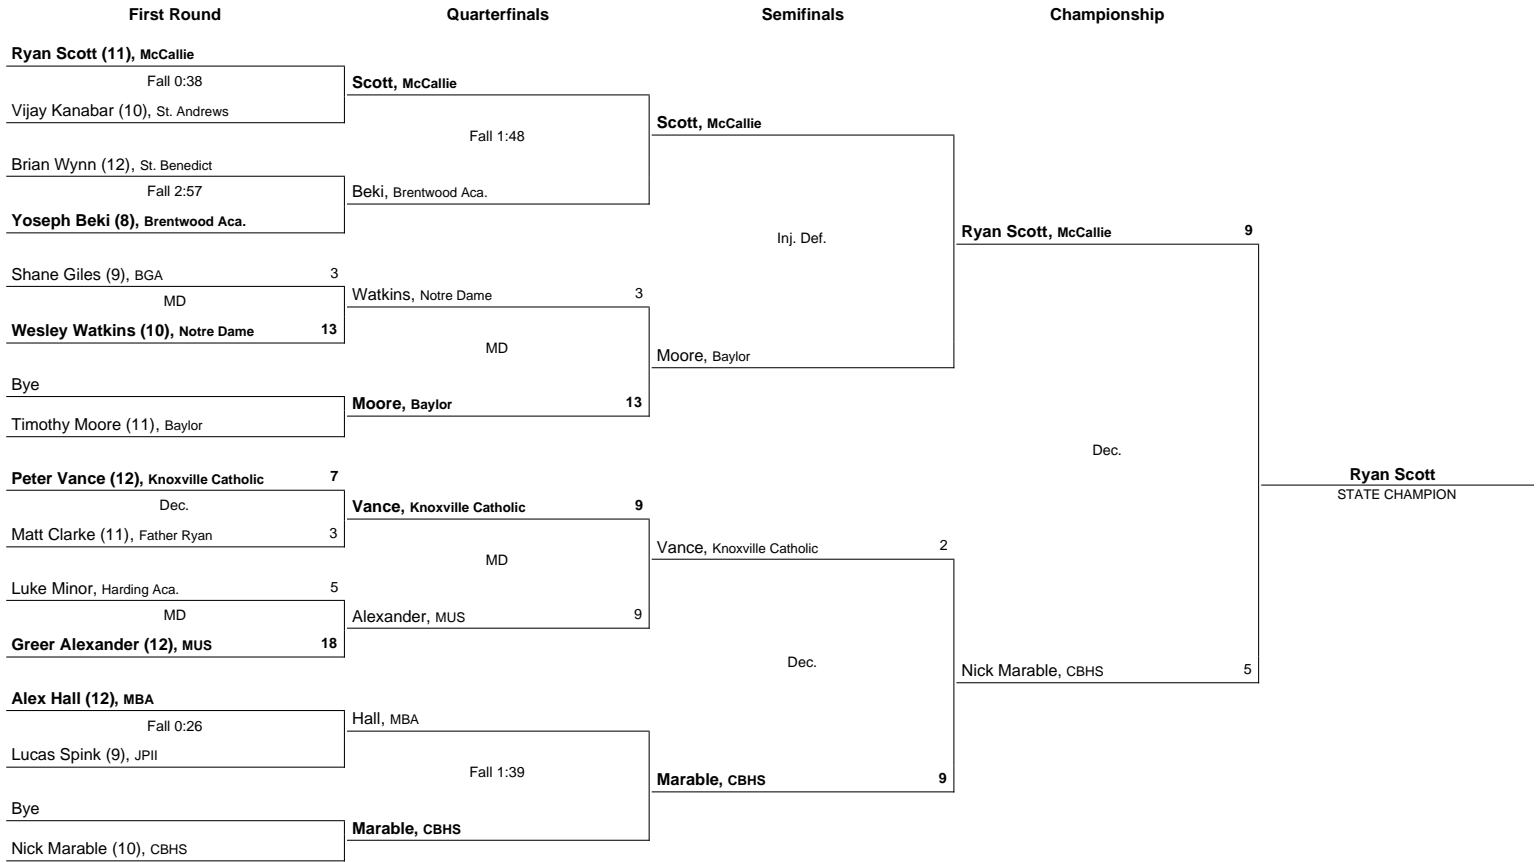 First Round Quarterfinals Semifinals Championship
Ryan Scott (11), McCallie
Fall 0:38
Vijay Kanabar (10), St. Andrews
Brian Wynn (12), St. Benedict
Fall 2:57
Yoseph Beki (8), Brentwood Aca.
Shane Giles (9), BGA 3
MD
Wesley Watkins (10), Notre Dame 13
Bye
Timothy Moore (11), Baylor
Peter Vance (12), Knoxville Catholic 7
Dec.
Matt Clarke (11), Father Ryan 3
Luke Minor, Harding Aca. 5
MD
Greer Alexander (12), MUS 18
Alex Hall (12), MBA
Fall 0:26
Lucas Spink (9), JPII
Bye
Nick Marable (10), CBHS
Scott, McCallie
Fall 1:48
Beki, Brentwood Aca.
Watkins, Notre Dame 3
MD
Moore, Baylor 13
Vance, Knoxville Catholic 9
MD
Alexander, MUS 9
Hall, MBA
Fall 1:39
Marable, CBHS
Scott, McCallie
Inj. Def.
Moore, Baylor
Vance, Knoxville Catholic 2
Dec.
Marable, CBHS 9
Ryan Scott, McCallie 9
Dec.
Nick Marable, CBHS 5
Ryan Scott
STATE CHAMPION